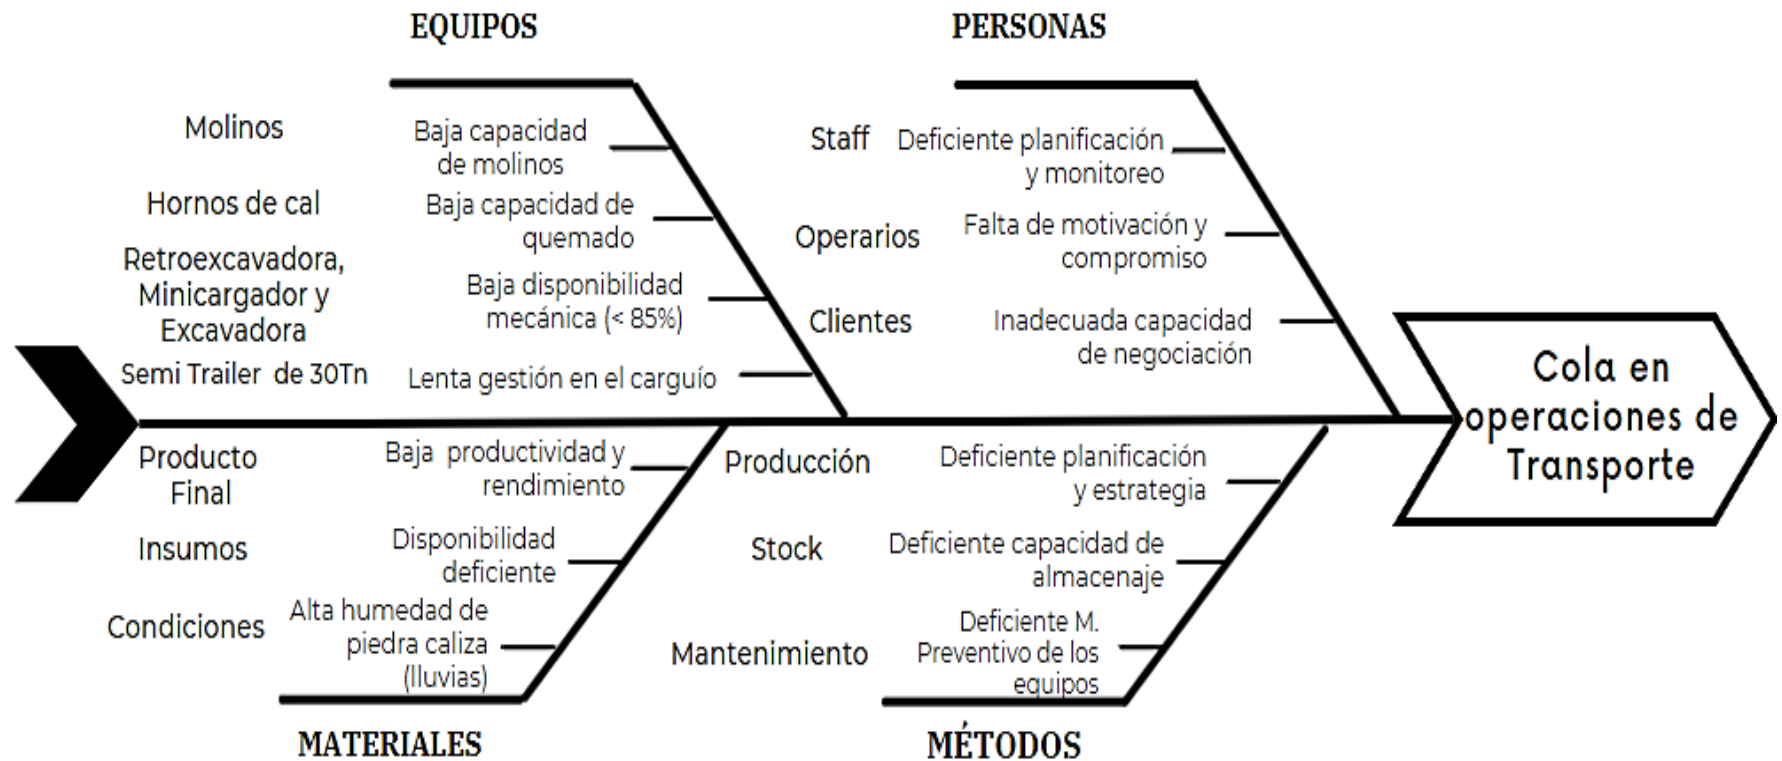 EQUIPOS
Molinos
Baja capacidad
de molinos
Hornos de cal
Baja capacidad de
quemado
Retroexcavadora,
Minicargador y
Excavadora
Baja disponibilidad
mecánica (< 85%)
Semi Trailer de 30Tn
Lenta gestión en el carguío
PERSONAS
Staff
Deficiente planificación
y monitoreo
Operarios
Falta de motivación y
compromiso
Clientes
Inadecuada capacidad
de negociación
Cola en
operaciones de
Transporte
Producto
Final
Baja productividad y
rendimiento
Insumos
Disponibilidad
deficiente
Condiciones
Alta humedad de
piedra caliza
(lluvias)
MATERIALES
Producción
Deficiente planificación
y estrategia
Stock
Deficiente capacidad de
almacenaje
Mantenimiento
Deficiente M.
Preventivo de los
equipos
MÉTODOS